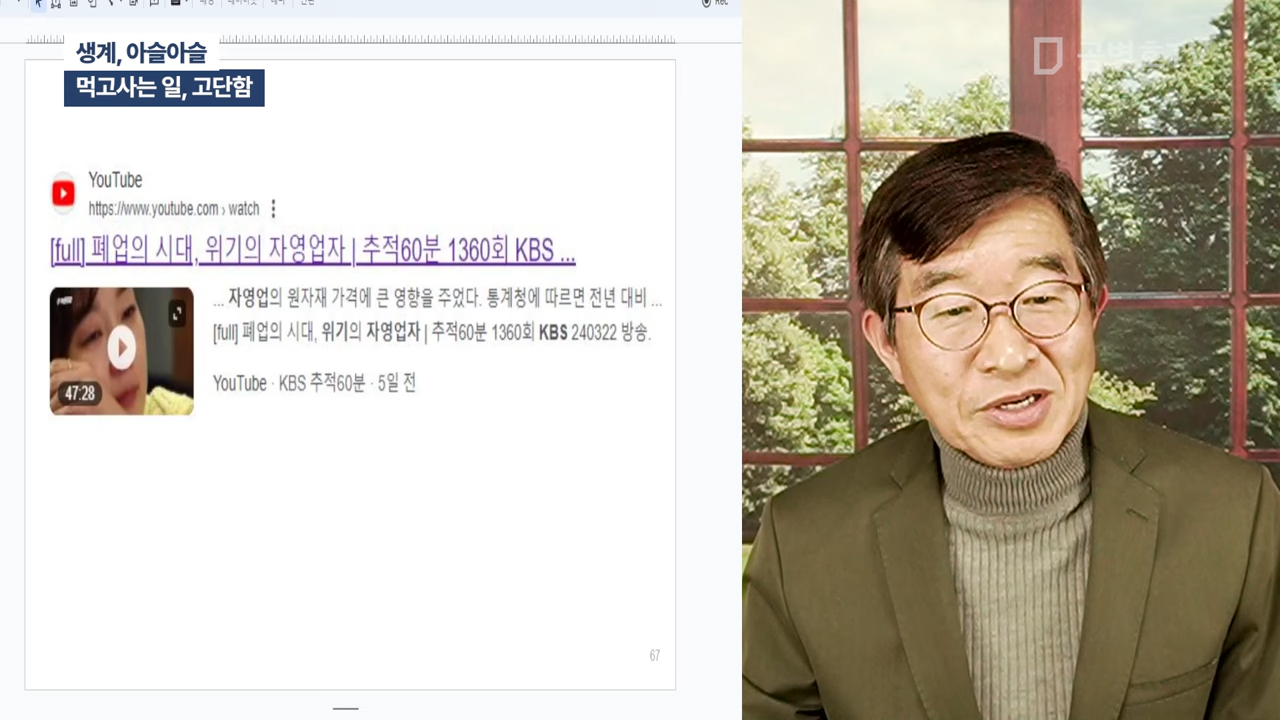 생계, 아슬아슬
먹고사는 일, 고단함
YouTube
https://www.youtube.com › watch
[full] 폐업의 시대, 위기의 자영업자 | 추적60분 1360회 KBS ...
... 자영업의 원자재 가격에 큰 영향을 주었다. 통계청에 따르면 전년 대비 ...
[full] 폐업의 시대, 위기의 자영업자 | 추적60분 1360회 KBS 240322 방송.
47:28
YouTube · KBS 추적60분 · 5일 전
67